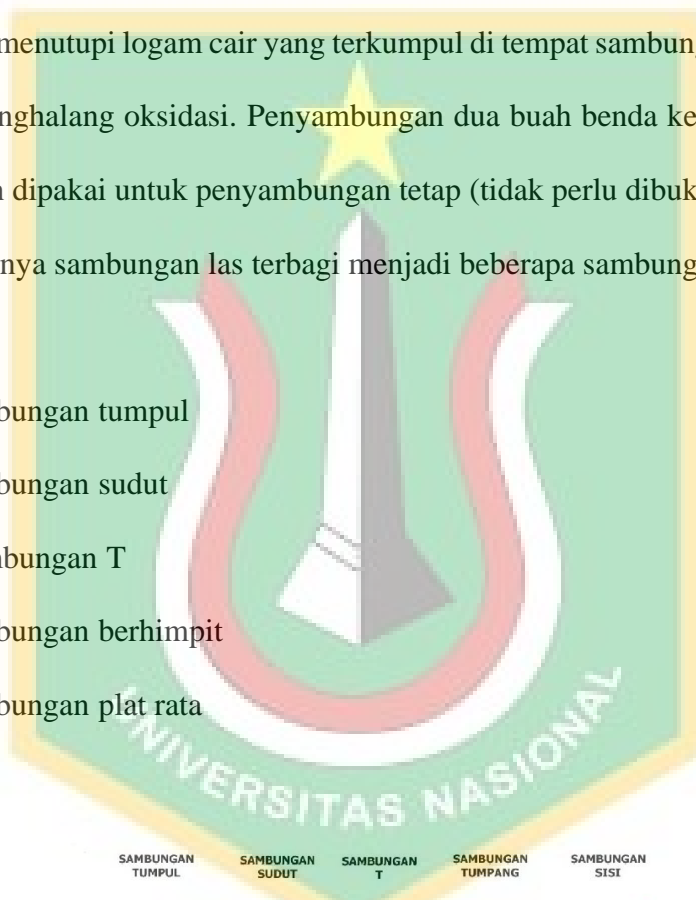 menutupi logam cair yang terkumpul di tempat sambung
nghalang oksidasi. Penyambungan dua buah benda ke
dipakai untuk penyambungan tetap (tidak perlu dibuk
nya sambungan las terbagi menjadi beberapa sambung
bungan tumpul
bungan sudut
bungan T
bungan berhimpit
bungan plat rata
UNIVERSITAS NASIONAL
SAMBUNGAN TUMPUL
SAMBUNGAN SUDUT
SAMBUNGAN T
SAMBUNGAN TUMPANG
SAMBUNGAN SISI